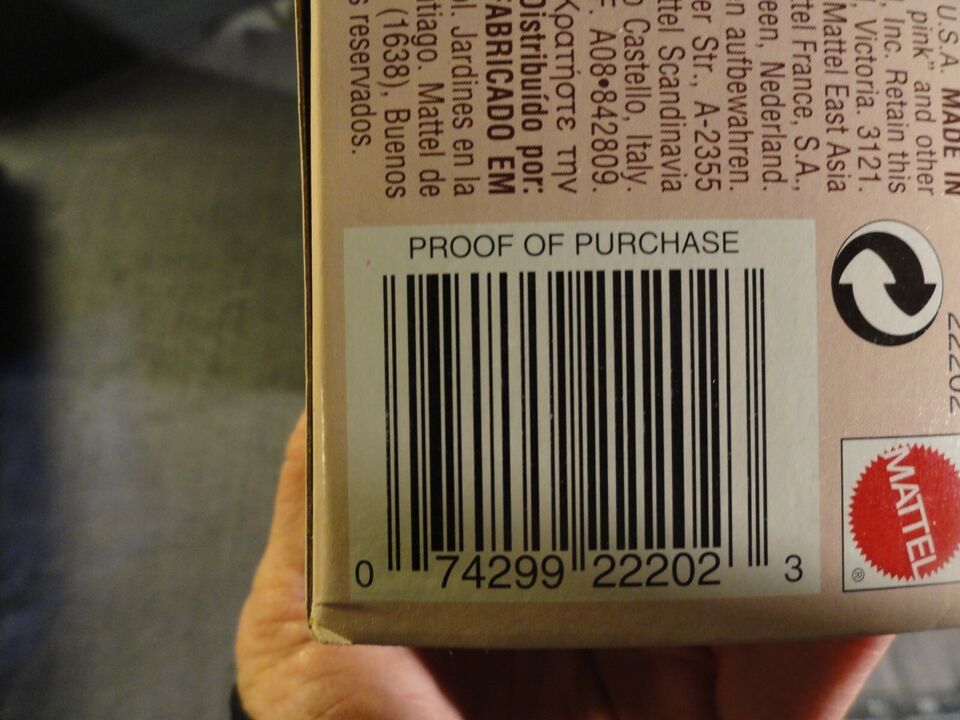 U.S.A. MADE IN
pink" and other
, Inc. Retain this
Victoria. 3121.
Mattel East Asia
ttel France, S.A.,
een, Nederland.
n aufbewahren.
er Str., A-2355
ttel Scandinavia
o Castello, Italy.
F. A08•842809.
Κρατήστε την
Distribuído por:
FABRICADO EM
Jardines en la
tiago. Mattel de
(1638), Buenos
s reservados.
PROOF OF PURCHASE
0 74299 22202 3
22202
MATTEL
®